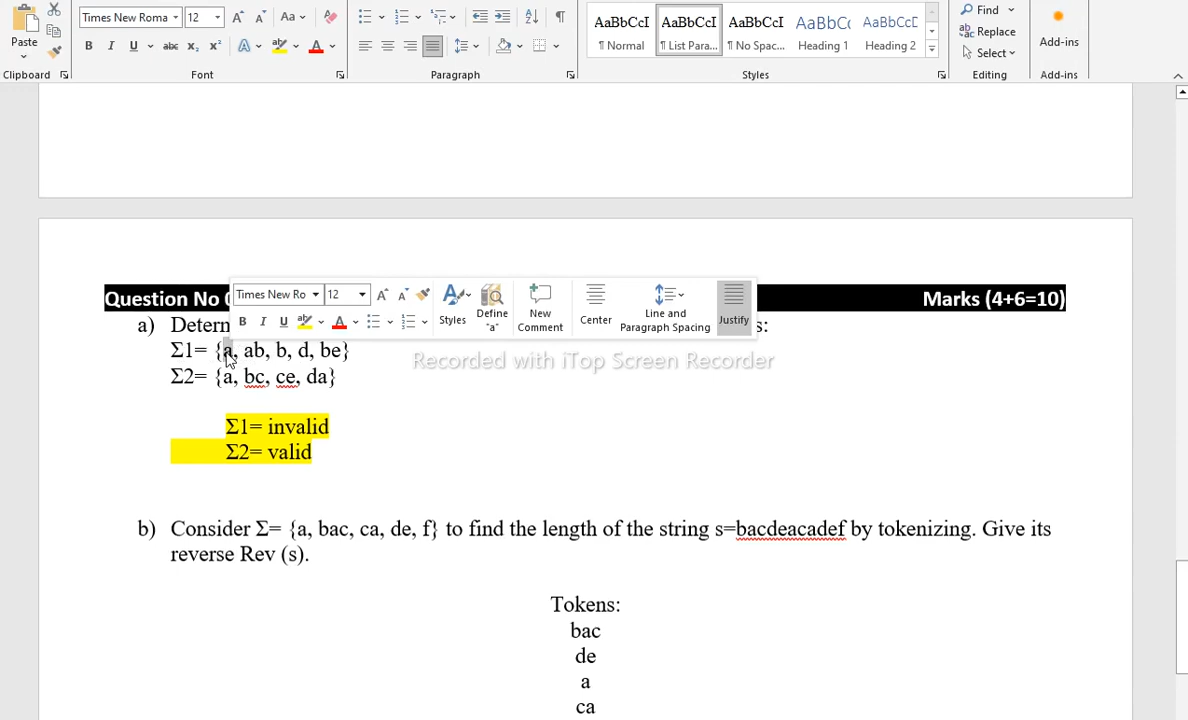 Times New Roma 12 Aa AaBbCcI AaBbCcI AaBbCcI AaBbCc AaBbCcD Find
Paste B I U abc x₂ x² A A ¶ Normal ¶ List Para... ¶ No Spac... Heading 1 Heading 2 Replace Add-ins
Select
Clipboard Font Paragraph Styles Editing Add-ins
Question No Marks (4+6=10)
Times New Ro 12 A A Styles Define "a" New Comment Center Line and Paragraph Spacing Justify
B I U A
a) Determ s:
Σ1= {a, ab, b, d, be}
Recorded with iTop Screen Recorder
Σ2= {a, bc, ce, da}
Σ1= invalid
Σ2= valid
b) Consider Σ= {a, bac, ca, de, f} to find the length of the string s=bacdeacadef by tokenizing. Give its
reverse Rev (s).
Tokens:
bac
de
a
ca